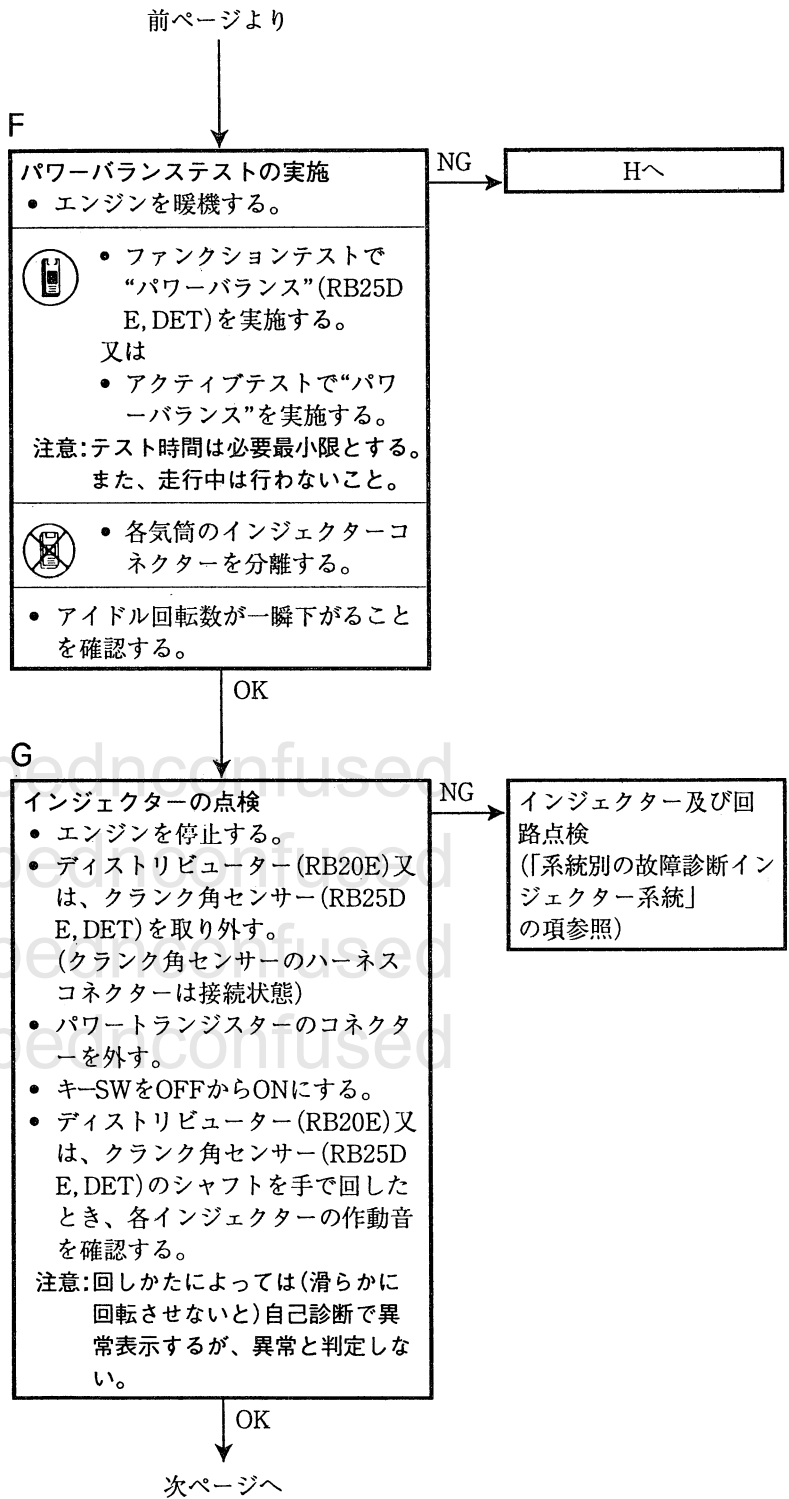 前ページより
F
パワーバランステストの実施
• エンジンを暖機する。
NG
Hへ
• ファンクションテストで
“パワーバランス”(RB25D
E, DET)を実施する。
又は
• アクティブテストで“パワ
ーバランス”を実施する。
注意:テスト時間は必要最小限とする。
また、走行中は行わないこと。
• 各気筒のインジェクターコ
ネクターを分離する。
• アイドル回転数が一瞬下がること
を確認する。
OK
G
インジェクターの点検
• エンジンを停止する。
• ディストリビューター(RB20E)又
は、クランク角センサー(RB25D
E, DET)を取り外す。
(クランク角センサーのハーネス
コネクターは接続状態)
• パワートランジスターのコネクタ
ーを外す。
• キーSWをOFFからONにする。
• ディストリビューター(RB20E)又
は、クランク角センサー(RB25D
E, DET)のシャフトを手で回した
とき、各インジェクターの作動音
を確認する。
注意:回しかたによっては(滑らかに
回転させないと)自己診断で異
常表示するが、異常と判定しな
い。
NG
インジェクター及び回
路点検
(「系統別の故障診断イン
ジェクター系統」
の項参照)
OK
次ページへ
pednconfused
pednconfused
pednconfused
pednconfused